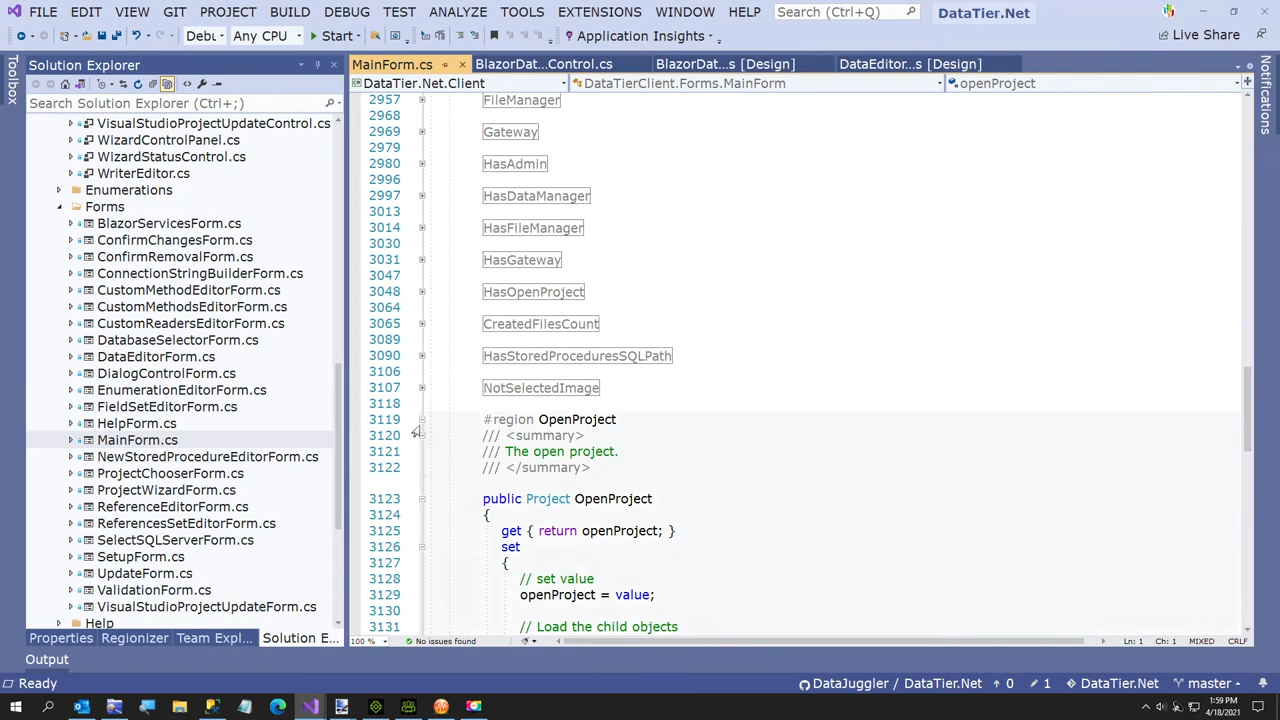 FILE EDIT VIEW GIT PROJECT BUILD DEBUG TEST ANALYZE TOOLS EXTENSIONS WINDOW HELP Search (Ctrl+Q) DataTier.Net
Debu Any CPU Start Application Insights Live Share
Toolbox
Solution Explorer
Search Solution Explorer (Ctrl+;)
VisualStudioProjectUpdateControl.cs
WizardControlPanel.cs
WizardStatusControl.cs
WriterEditor.cs
Enumerations
Forms
BlazorServicesForm.cs
ConfirmChangesForm.cs
ConfirmRemovalForm.cs
ConnectionStringBuilderForm.cs
CustomMethodEditorForm.cs
CustomMethodsEditorForm.cs
CustomReadersEditorForm.cs
DatabaseSelectorForm.cs
DataEditorForm.cs
DialogControlForm.cs
EnumerationEditorForm.cs
FieldSetEditorForm.cs
HelpForm.cs
MainForm.cs
NewStoredProcedureEditorForm.cs
ProjectChooserForm.cs
ProjectWizardForm.cs
ReferenceEditorForm.cs
ReferencesSetEditorForm.cs
SelectSQLServerForm.cs
SetupForm.cs
UpdateForm.cs
ValidationForm.cs
VisualStudioProjectUpdateForm.cs
Help
Properties Regionizer Team Expl... Solution E...
MainForm.cs BlazorDat...Control.cs BlazorDat...s [Design] DataEditor...s [Design]
DataTier.Net.Client DataTierClient.Forms.MainForm openProject
2957 FileManager
2968
2969 Gateway
2979
2980 HasAdmin
2996
2997 HasDataManager
3013
3014 HasFileManager
3030
3031 HasGateway
3047
3048 HasOpenProject
3064
3065 CreatedFilesCount
3089
3090 HasStoredProceduresSQLPath
3106
3107 NotSelectedImage
3118
3119 #region OpenProject
3120 /// <summary>
3121 /// The open project.
3122 /// </summary>
3123 public Project OpenProject
3124 {
3125 get { return openProject; }
3126 set
3127 {
3128 // set value
3129 openProject = value;
3130
3131 // Load the child objects
100 % No issues found Ln: 1 Ch: 1 MIXED CRLF
Notifications
Output
Ready DataJuggler / DataTier.Net 0 1 DataTier.Net master
1:59 PM
4/18/2021